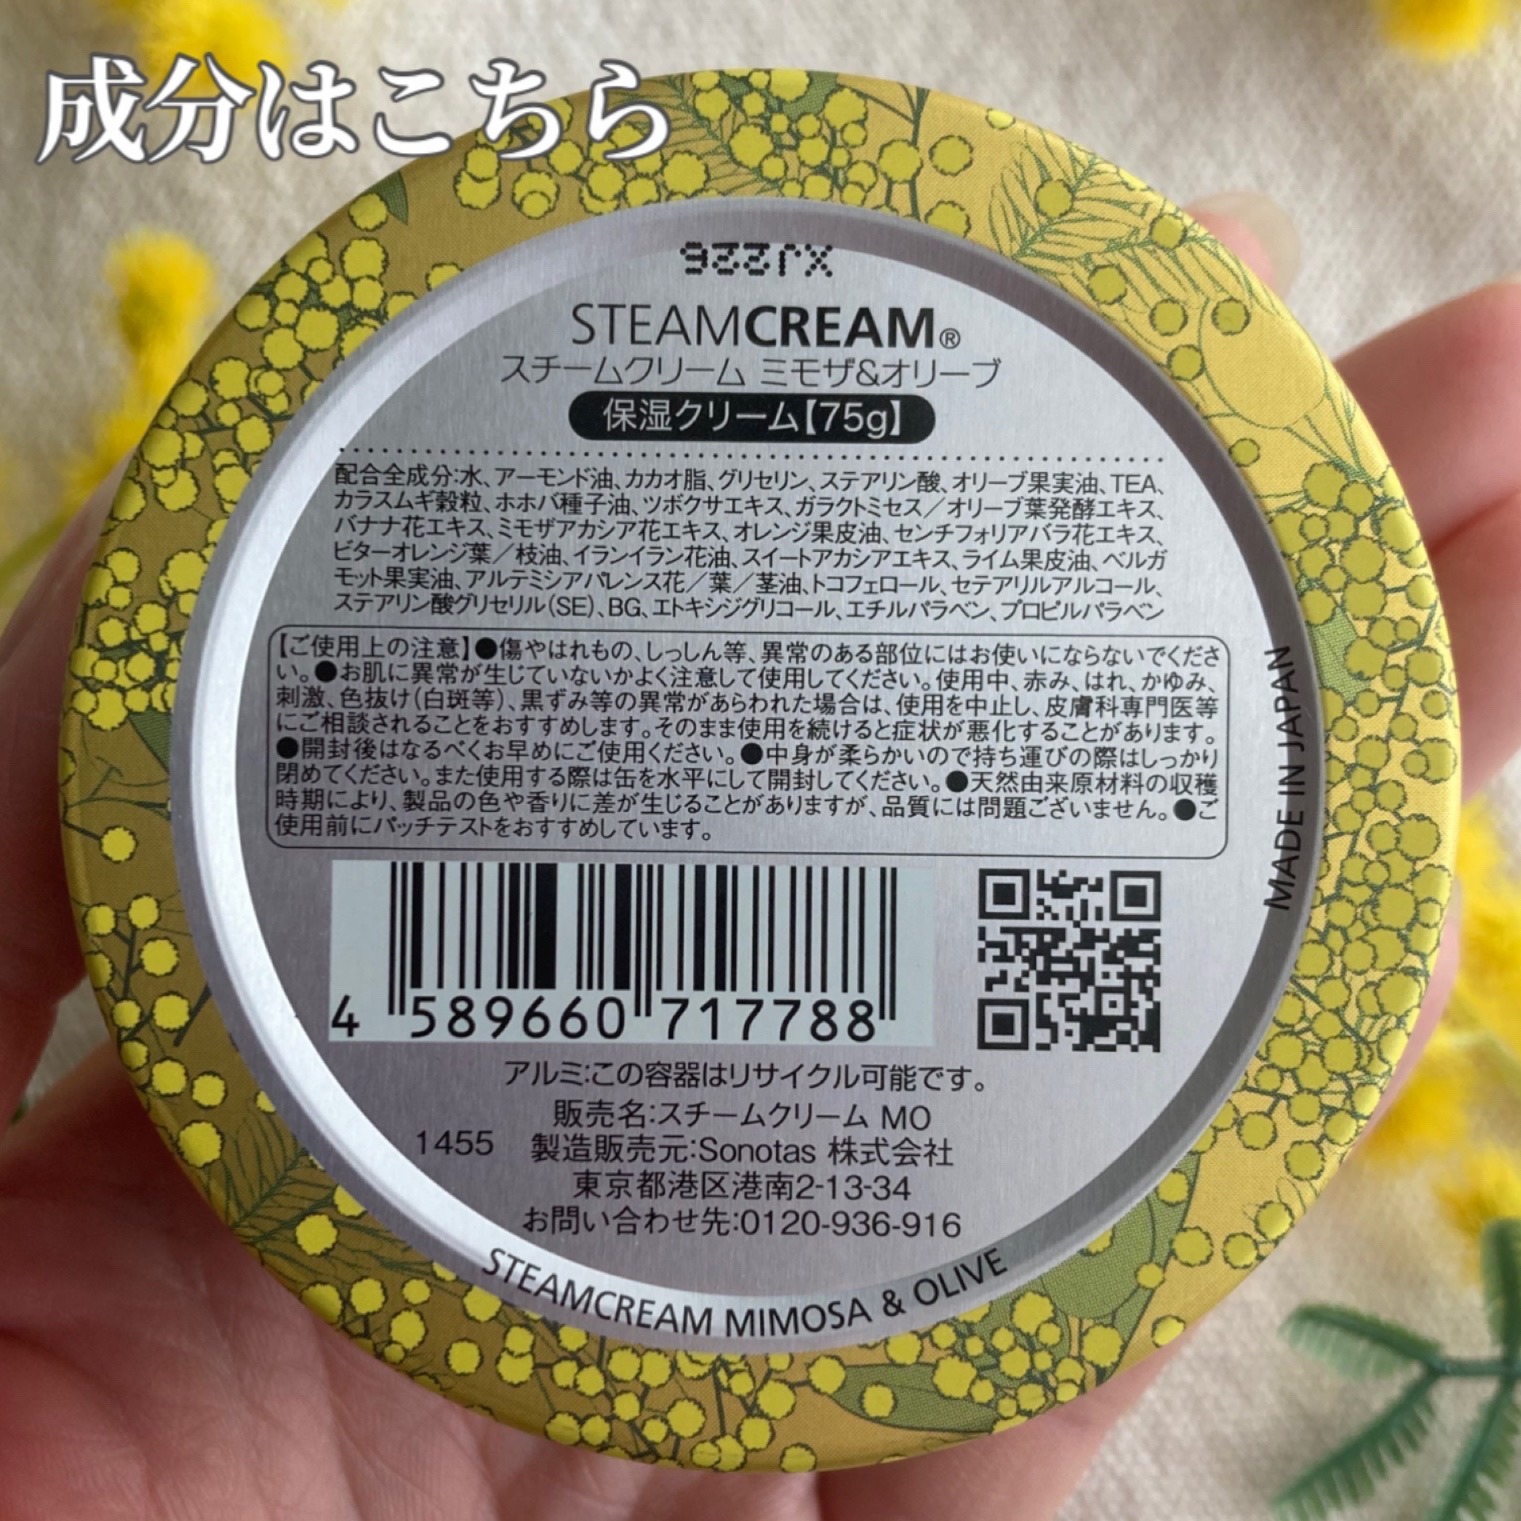 成分はこちら
STEAMCREAM®
スチームクリーム ミモザ&オリーブ
保湿クリーム【75g】
配合全成分:水、アーモンド油、カカオ脂、グリセリン、ステアリン酸、オリーブ果実油、TEA、
カラスムギ穀粒、ホホバ種子油、ツボクサエキス、ガラクトミセス／オリーブ葉発酵エキス、
バナナ花エキス、ミモザアカシア花エキス、オレンジ果皮油、センチフォリアバラ花エキス、
ビターオレンジ葉／枝油、イランイラン花油、スイートアカシアエキス、ライム果皮油、ベルガ
モット果実油、アルテミシアパレンス花／葉／茎油、トコフェロール、セテアリルアルコール、
ステアリン酸グリセリル(SE)、BG、エトキシジグリコール、エチルパラベン、プロピルパラベン
【ご使用上の注意】●傷やはれもの、しっしん等、異常のある部位にはお使いにならないでくださ
い。●お肌に異常が生じていないかよく注意して使用してください。使用中、赤み、はれ、かゆみ、
刺激、色抜け(白斑等)、黒ずみ等の異常があらわれた場合は、使用を中止し、皮膚科専門医等
にご相談されることをおすすめします。そのまま使用を続けると症状が悪化することがあります。
●開封後はなるべくお早めにご使用ください。●中身が柔らかいので持ち運びの際はしっかり
閉めてください。また使用する際は缶を水平にして開封してください。●天然由来原材料の収穫
時期により、製品の色や香りに差が生じることがありますが、品質には問題ございません。●ご
使用前にパッチテストをおすすめしています。
MADE IN JAPAN
4 589660 717788
アルミ:この容器はリサイクル可能です。
販売名:スチームクリーム MO
1455 製造販売元:Sonotas 株式会社
東京都港区港南2-13-34
お問い合わせ先:0120-936-916
STEAMCREAM MIMOSA & OLIVE